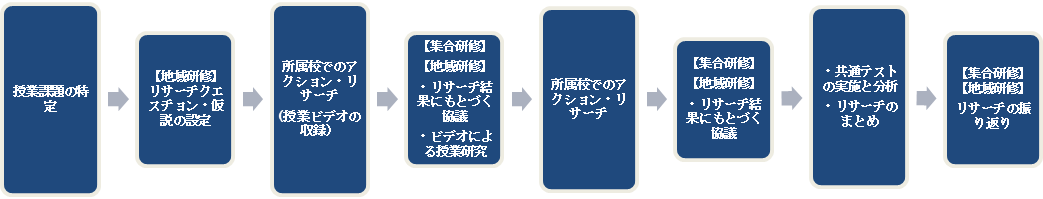 授業課題の特
定
【地域研修】
リサーチクエ
スチョン・仮
説の設定
所属校でのア
クション・リ
サーチ
(授業ビデオの
収録)
【集合研修】
【地域研修】
・リサーチ結
果にもとづく
協議
・ビデオによ
る授業研究
所属校でのア
クション・リ
サーチ
【集合研修】
【地域研修】
・リサーチ結
果にもとづく
協議
・共通テスト
の実施と分析
・リサーチの
まとめ
【集合研修】
【地域研修】
リサーチの振
り返り